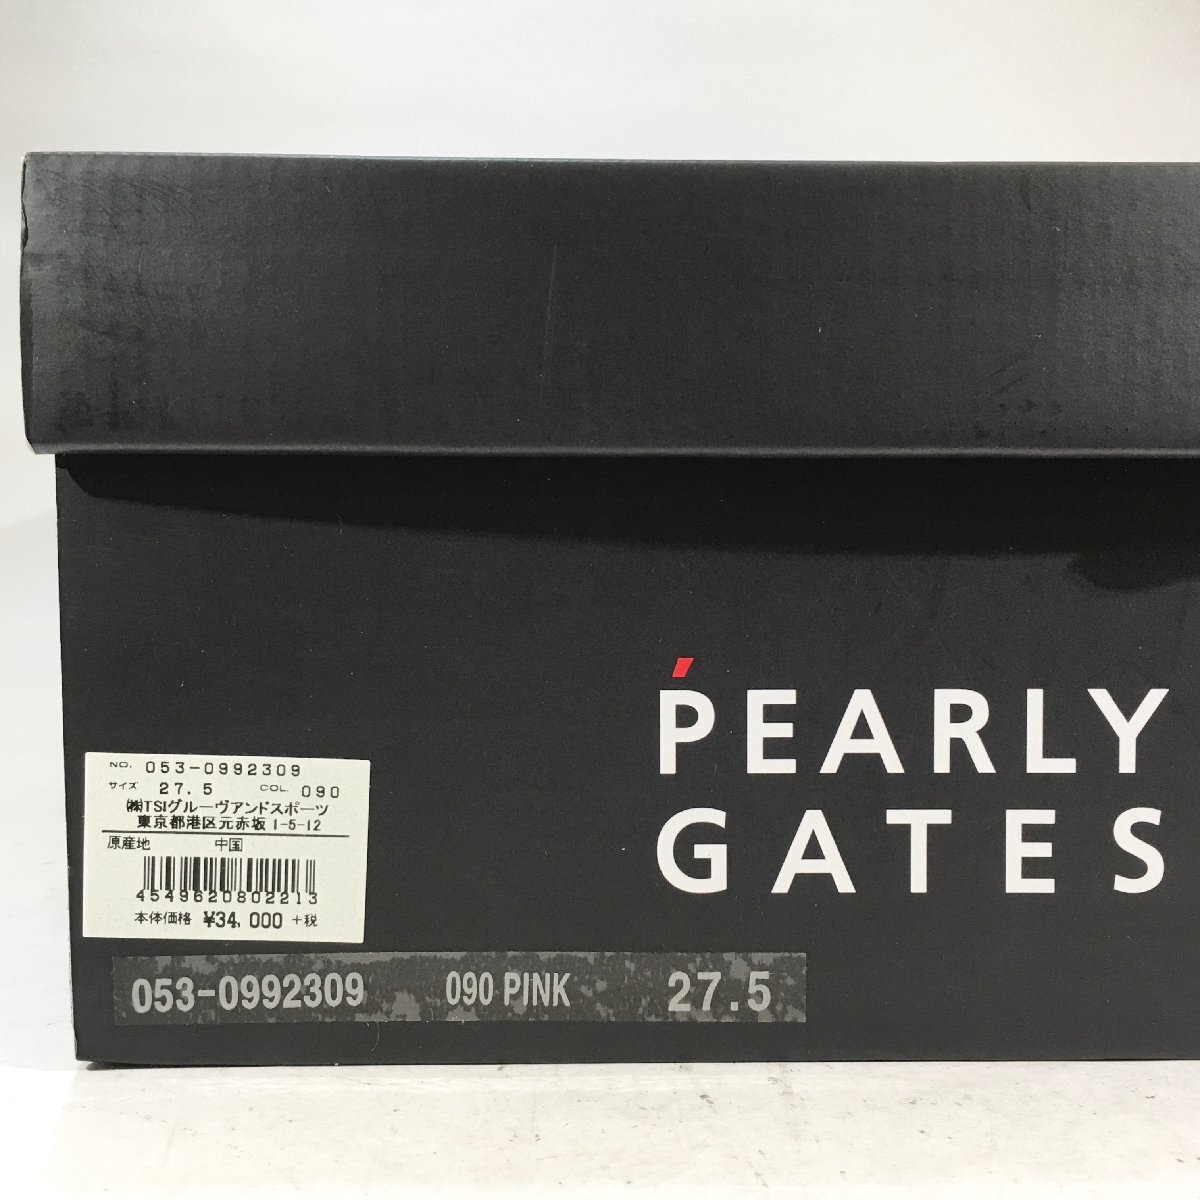 PEARLY
GATES
NO. 053-0992309
サイズ 27.5 COL. 090
㈱TSIグルーヴアンドスポーツ
東京都港区元赤坂 1-5-12
原産地 中国
4549620802213
本体価格 ¥34,000 +税
053-0992309 090 PINK 27.5